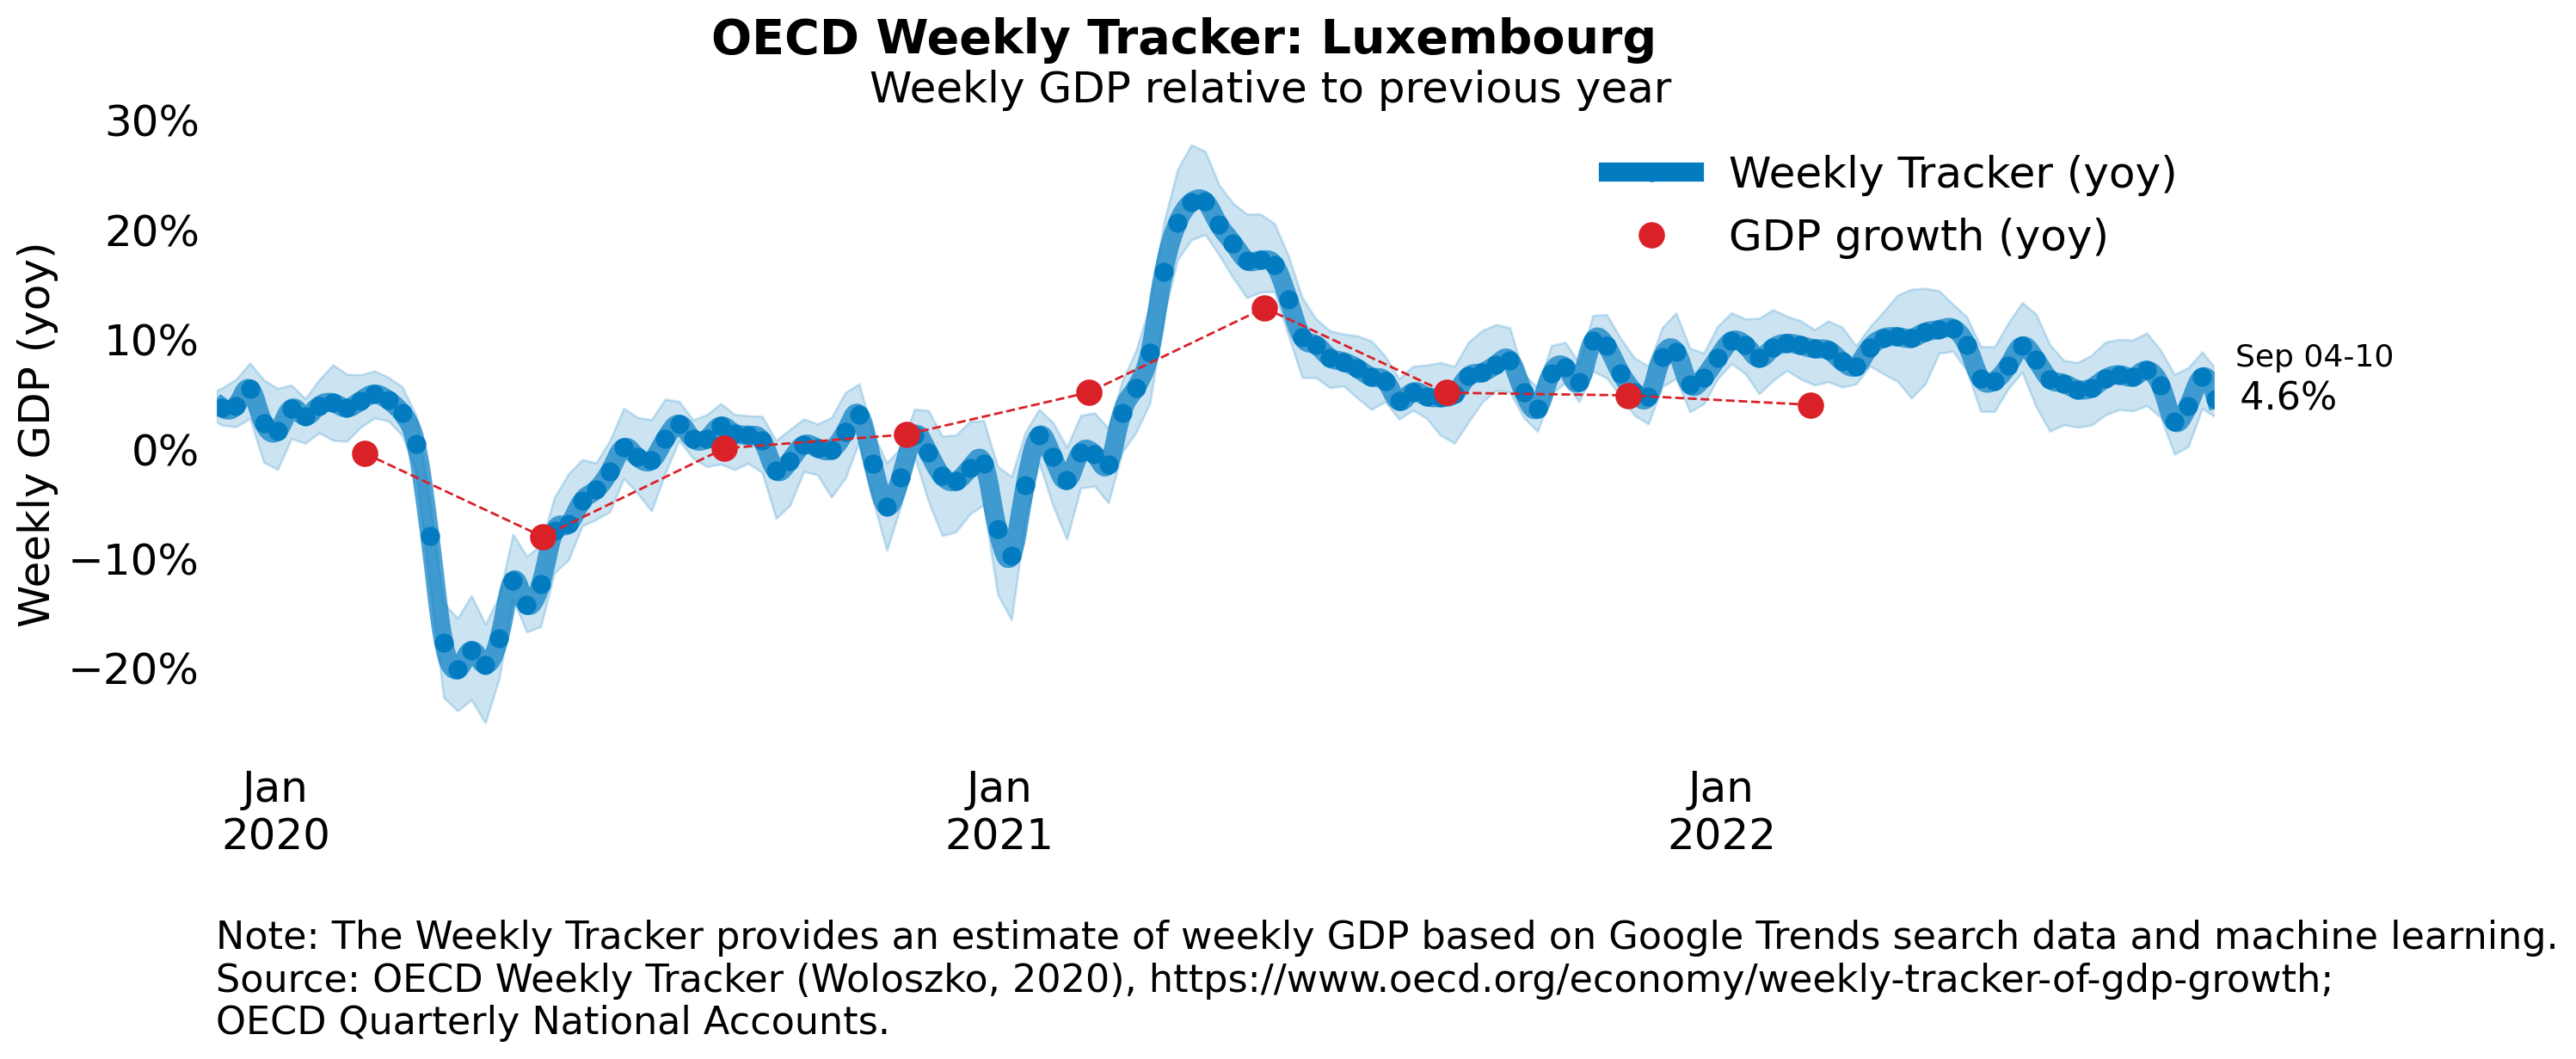 OECD Weekly Tracker: Luxembourg
Weekly GDP relative to previous year
Weekly GDP (yoy)
30%
20%
10%
0%
−10%
−20%
Weekly Tracker (yoy)
GDP growth (yoy)
Sep 04-10
4.6%
Jan
2020
Jan
2021
Jan
2022
Note: The Weekly Tracker provides an estimate of weekly GDP based on Google Trends search data and machine learning.
Source: OECD Weekly Tracker (Woloszko, 2020), https://www.oecd.org/economy/weekly-tracker-of-gdp-growth;
OECD Quarterly National Accounts.